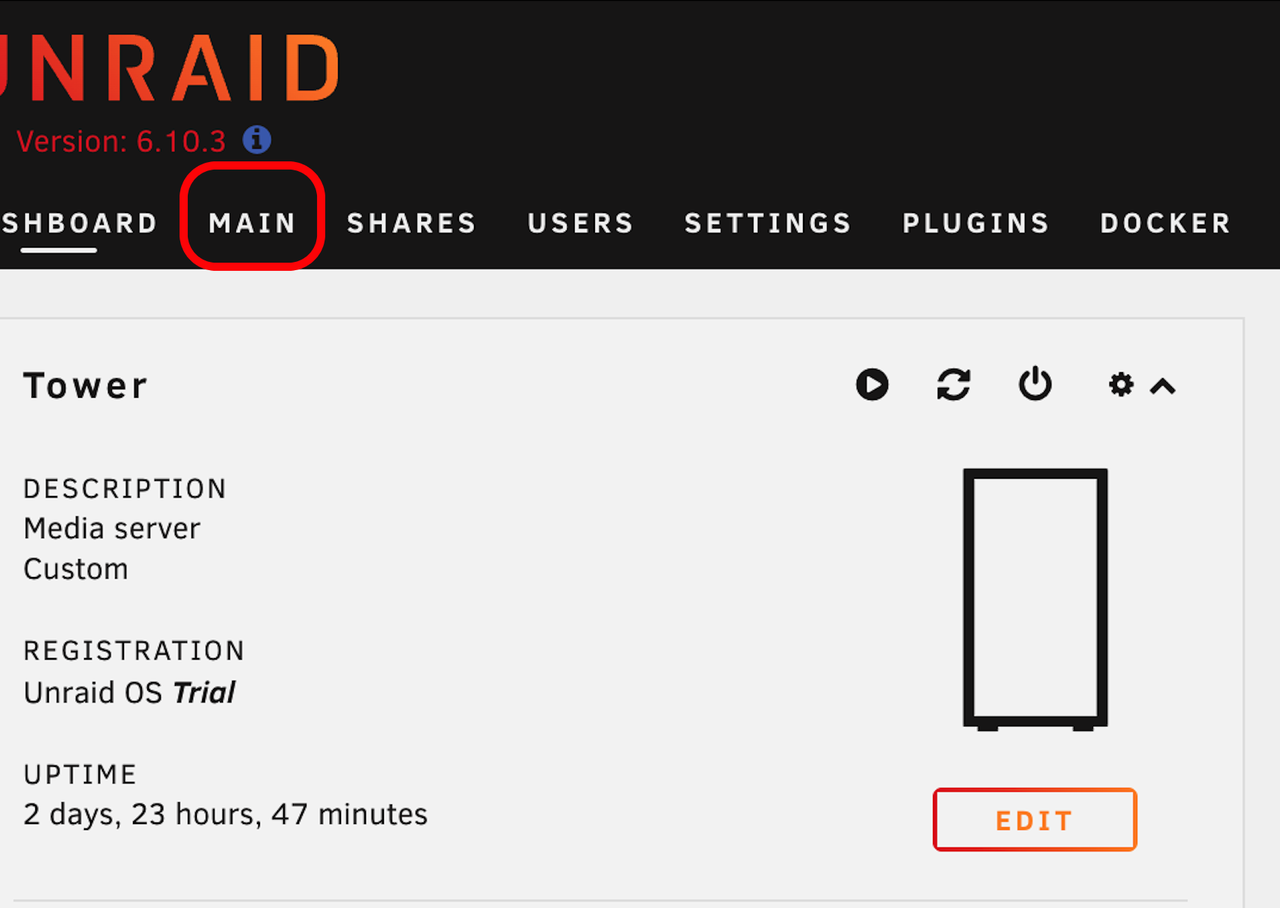 UNRAID
Version: 6.10.3
SHBOARD MAIN SHARES USERS SETTINGS PLUGINS DOCKER
Tower
DESCRIPTION
Media server
Custom
REGISTRATION
Unraid OS Trial
UPTIME
2 days, 23 hours, 47 minutes
EDIT